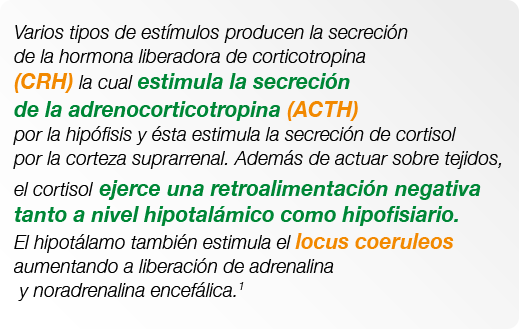 Varios tipos de estímulos producen la secreción
de la hormona liberadora de corticotropina
(CRH) la cual estimula la secreción
de la adrenocorticotropina (ACTH)
por la hipófisis y ésta estimula la secreción de cortisol
por la corteza suprarrenal. Además de actuar sobre tejidos,
el cortisol ejerce una retroalimentación negativa
tanto a nivel hipotalámico como hipofisiario.
El hipotálamo también estimula el locus coeruleos
aumentando a liberación de adrenalina
y noradrenalina encefálica.¹